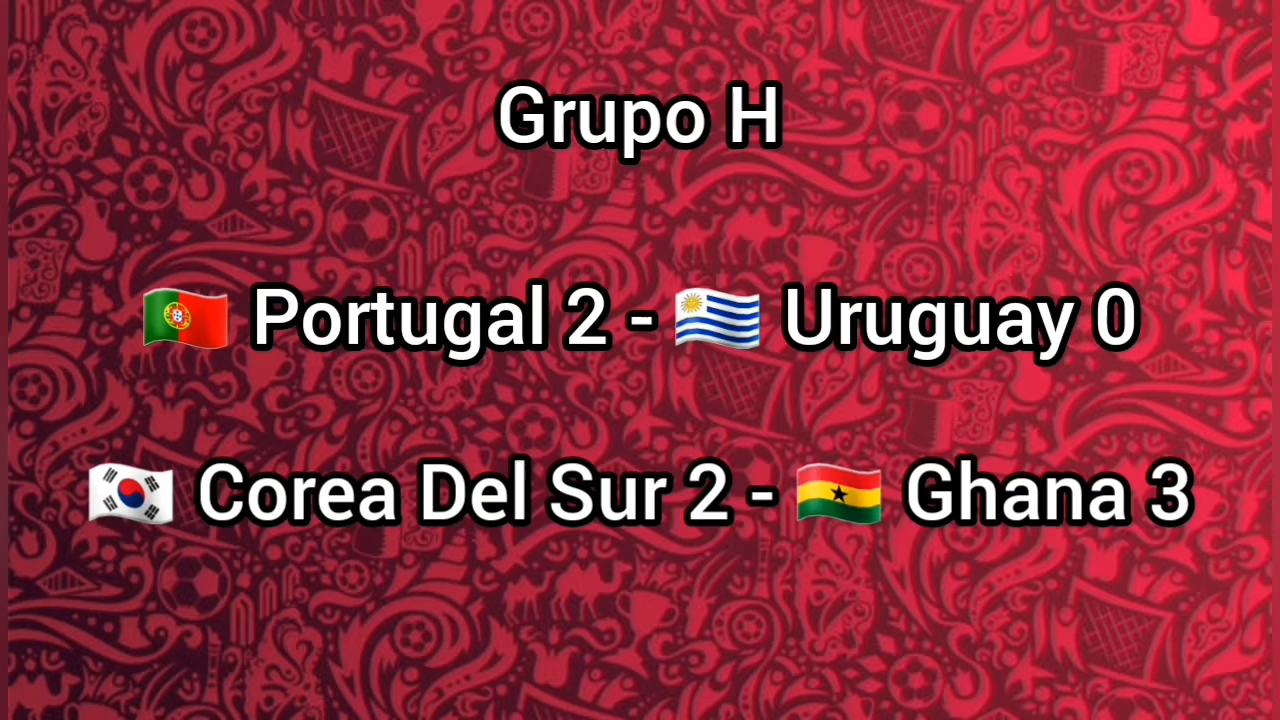 Grupo H
🇵🇹 Portugal 2 - 🇺🇾 Uruguay 0
🇰🇷 Corea Del Sur 2 - 🇬🇭 Ghana 3